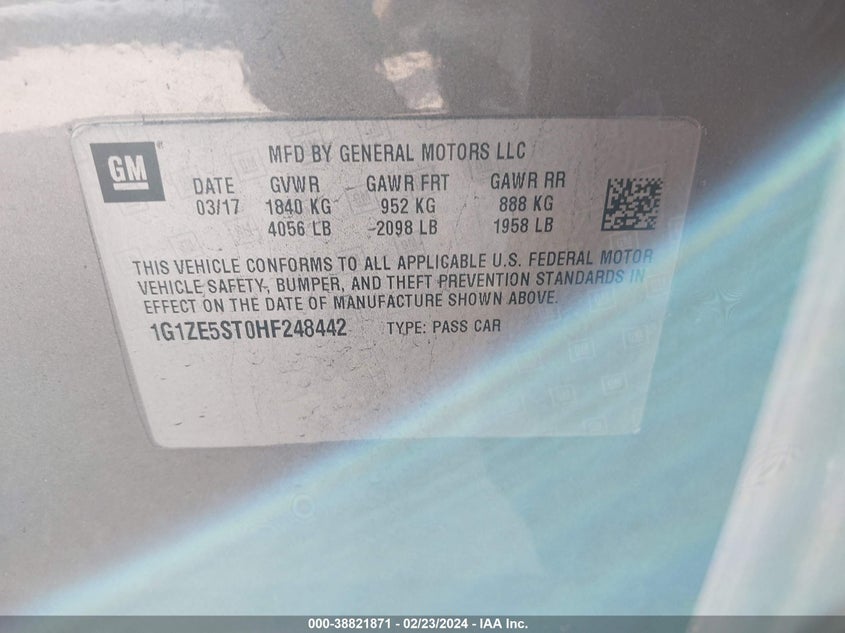 GM
MFD BY GENERAL MOTORS LLC
DATE GVWR GAWR FRT GAWR RR
03/17 1840 KG 952 KG 888 KG
4056 LB 2098 LB 1958 LB
THIS VEHICLE CONFORMS TO ALL APPLICABLE U.S. FEDERAL MOTOR
VEHICLE SAFETY, BUMPER, AND THEFT PREVENTION STANDARDS IN
EFFECT ON THE DATE OF MANUFACTURE SHOWN ABOVE.
1G1ZE5ST0HF248442 TYPE: PASS CAR
000-38821871 - 02/23/2024 - IAA Inc.